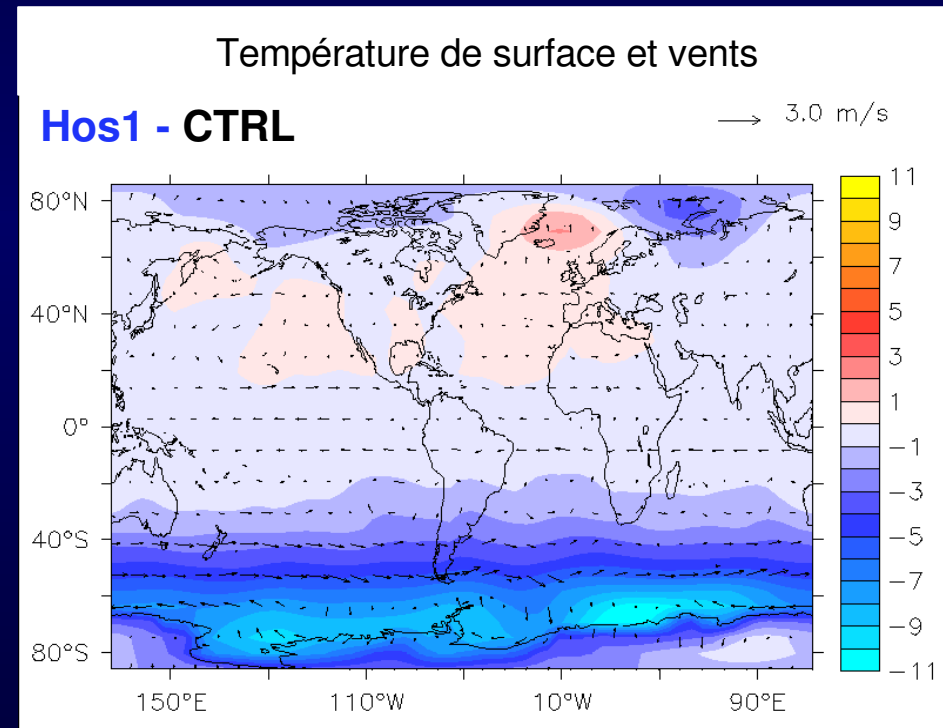 Température de surface et vents
Hos1 - CTRL
3.0 m/s
80°N
40°N
0°
40°S
80°S
150°E
110°W
10°W
90°E
11
9
7
5
3
1
−1
−3
−5
−7
−9
−11